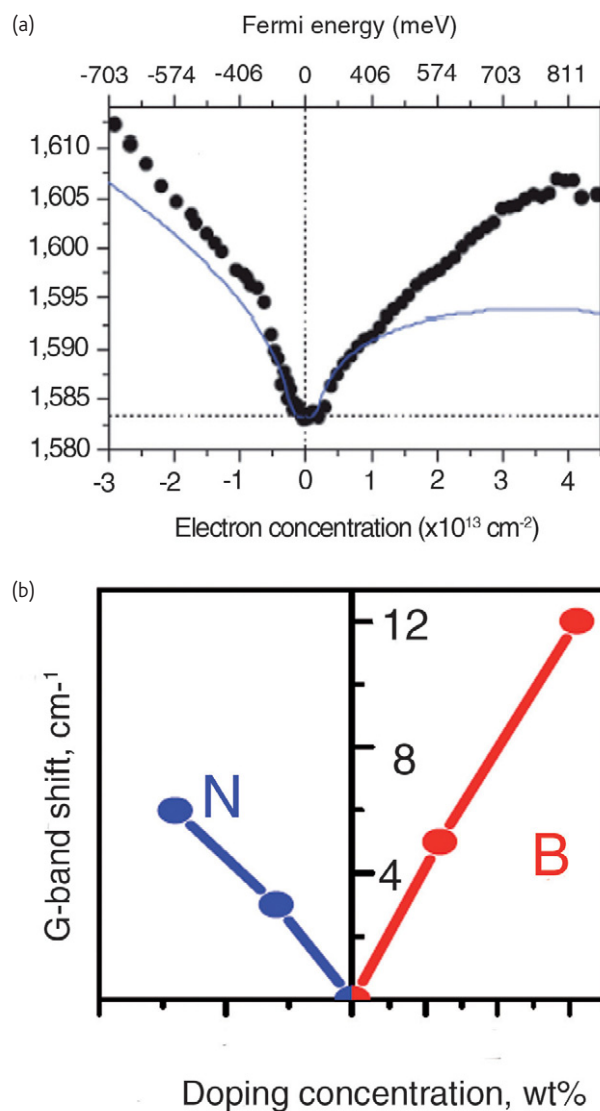 (a)
Fermi energy (meV)
-703 -574 -406 0 406 574 703 811
1,610
1,605
1,600
1,595
1,590
1,585
1,580
-3 -2 -1 0 1 2 3 4
Electron concentration (x10¹³ cm⁻²)
(b)
12
8
4
N
B
G-band shift, cm⁻¹
Doping concentration, wt%